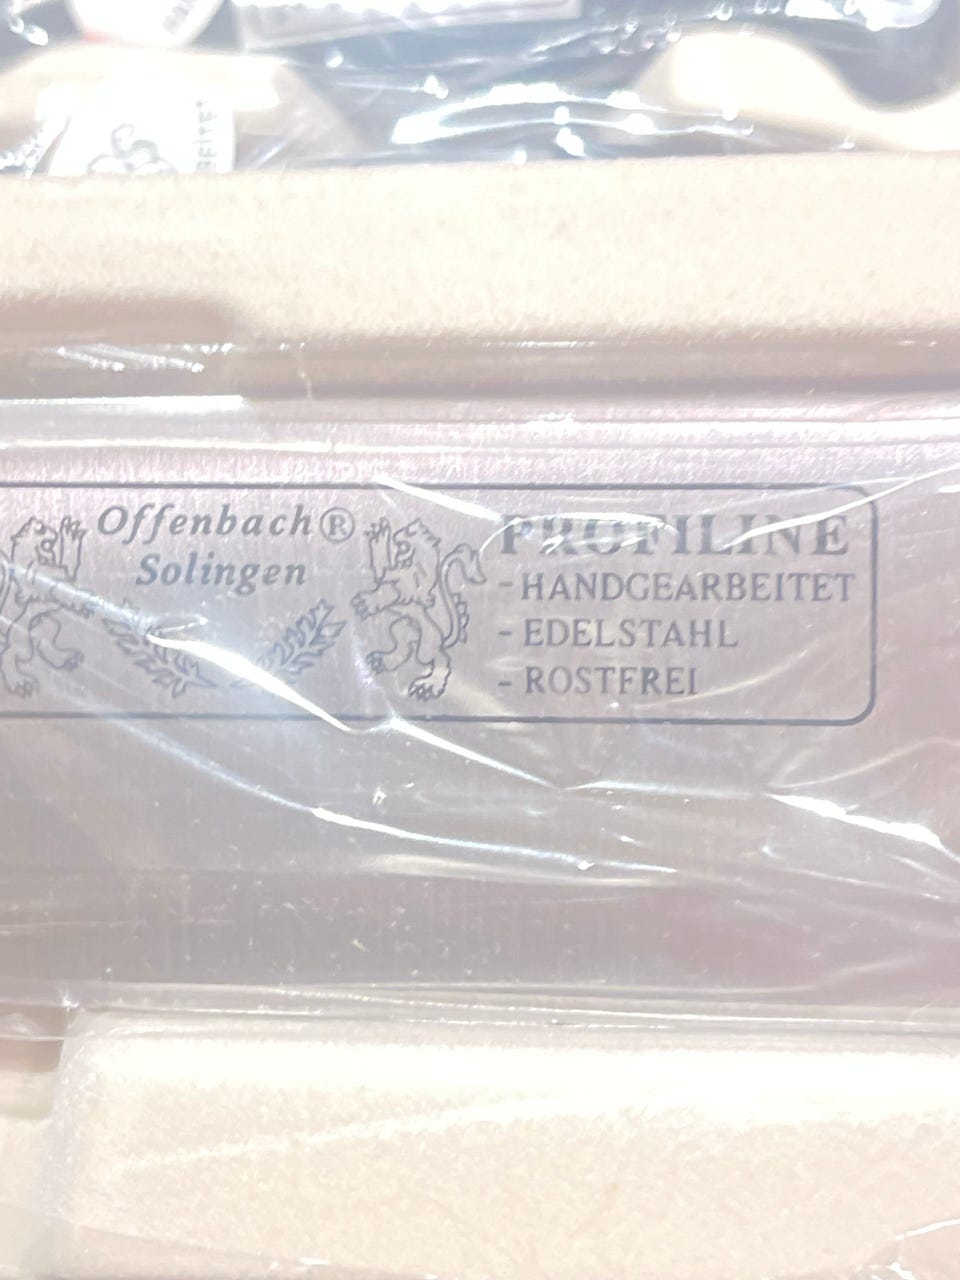 Offenbach®
Solingen
PROFILINE
- HANDGEARBEITET
- EDELSTAHL
- ROSTFREI